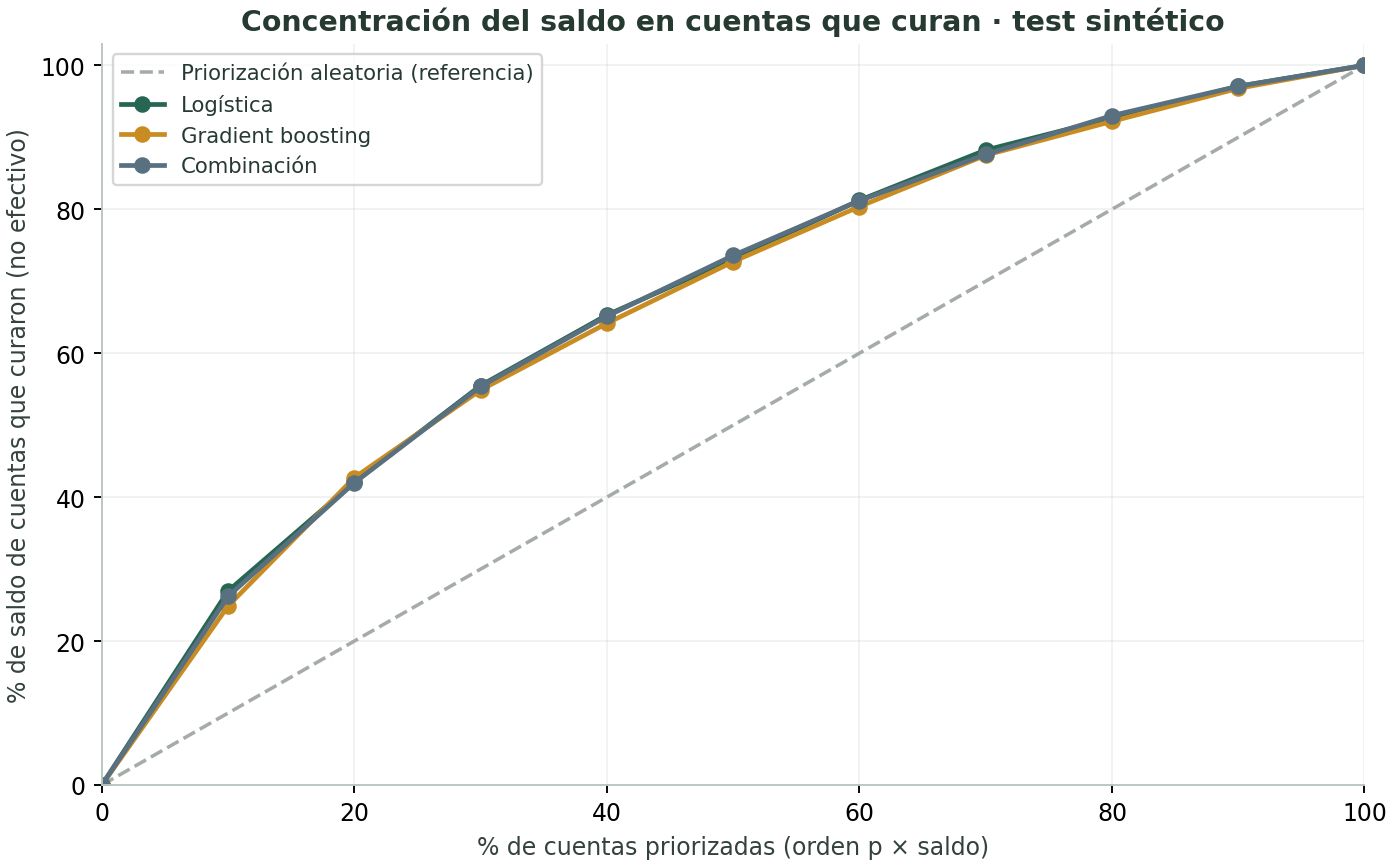 Concentración del saldo en cuentas que curan · test sintético
Priorización aleatoria (referencia)
Logística
Gradient boosting
Combinación
% de saldo de cuentas que curaron (no efectivo)
100
80
60
40
20
0
0 20 40 60 80 100
% de cuentas priorizadas (orden p × saldo)